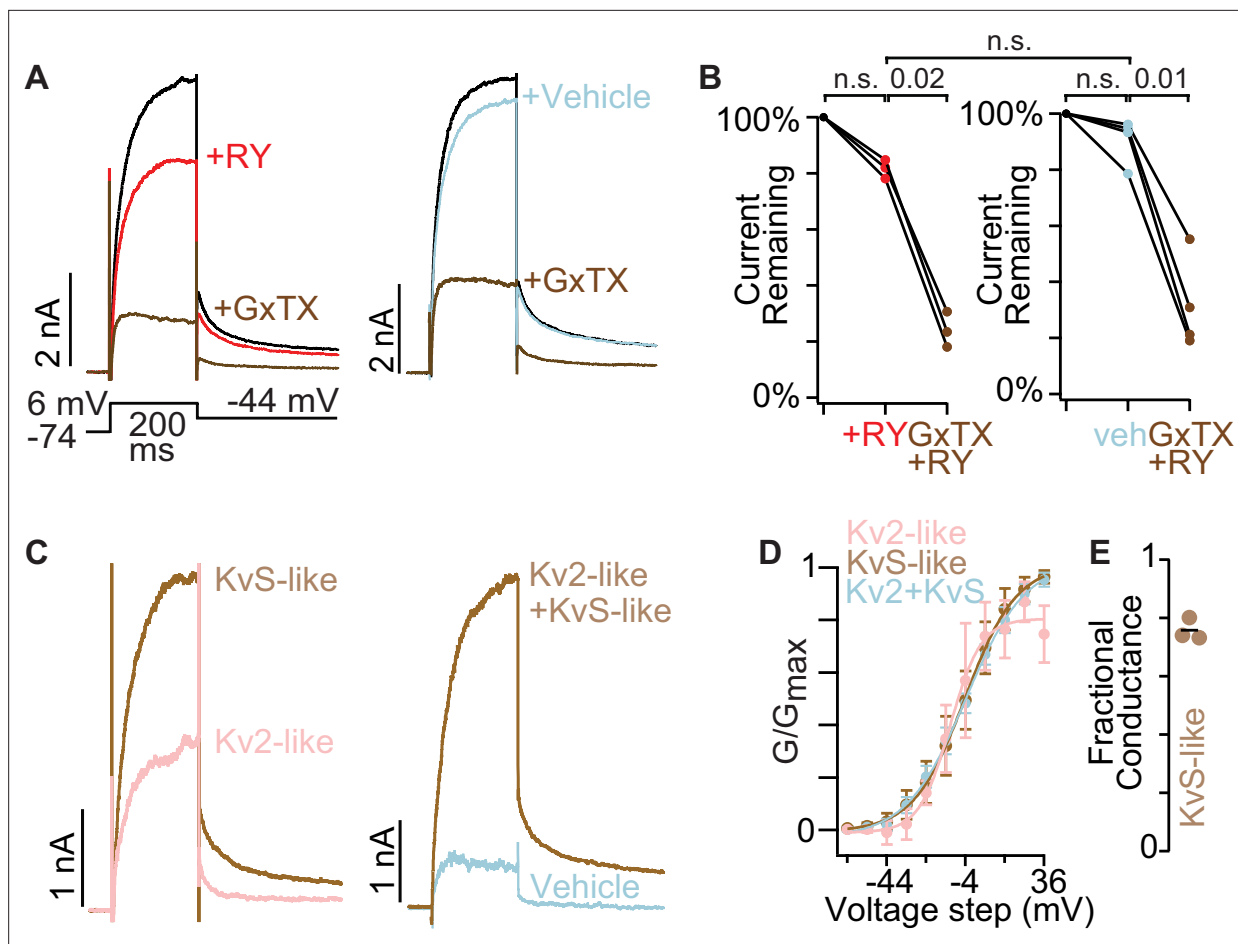 A
+RY
+GxTX
2 nA
6 mV
-74
200
ms
-44 mV
+Vehicle
+GxTX
2 nA
B
n.s.
n.s. 0.02
n.s. 0.01
100%
Current
Remaining
0%
+RY GxTX
+RY
100%
Current
Remaining
0%
veh GxTX
+RY
C
KvS-like
Kv2-like
1 nA
Kv2-like
+KvS-like
Vehicle
1 nA
D
Kv2-like
KvS-like
Kv2+KvS
1
G/Gmax
0
-44 -4 36
Voltage step (mV)
E
1
Fractional
Conductance
KvS-like
0